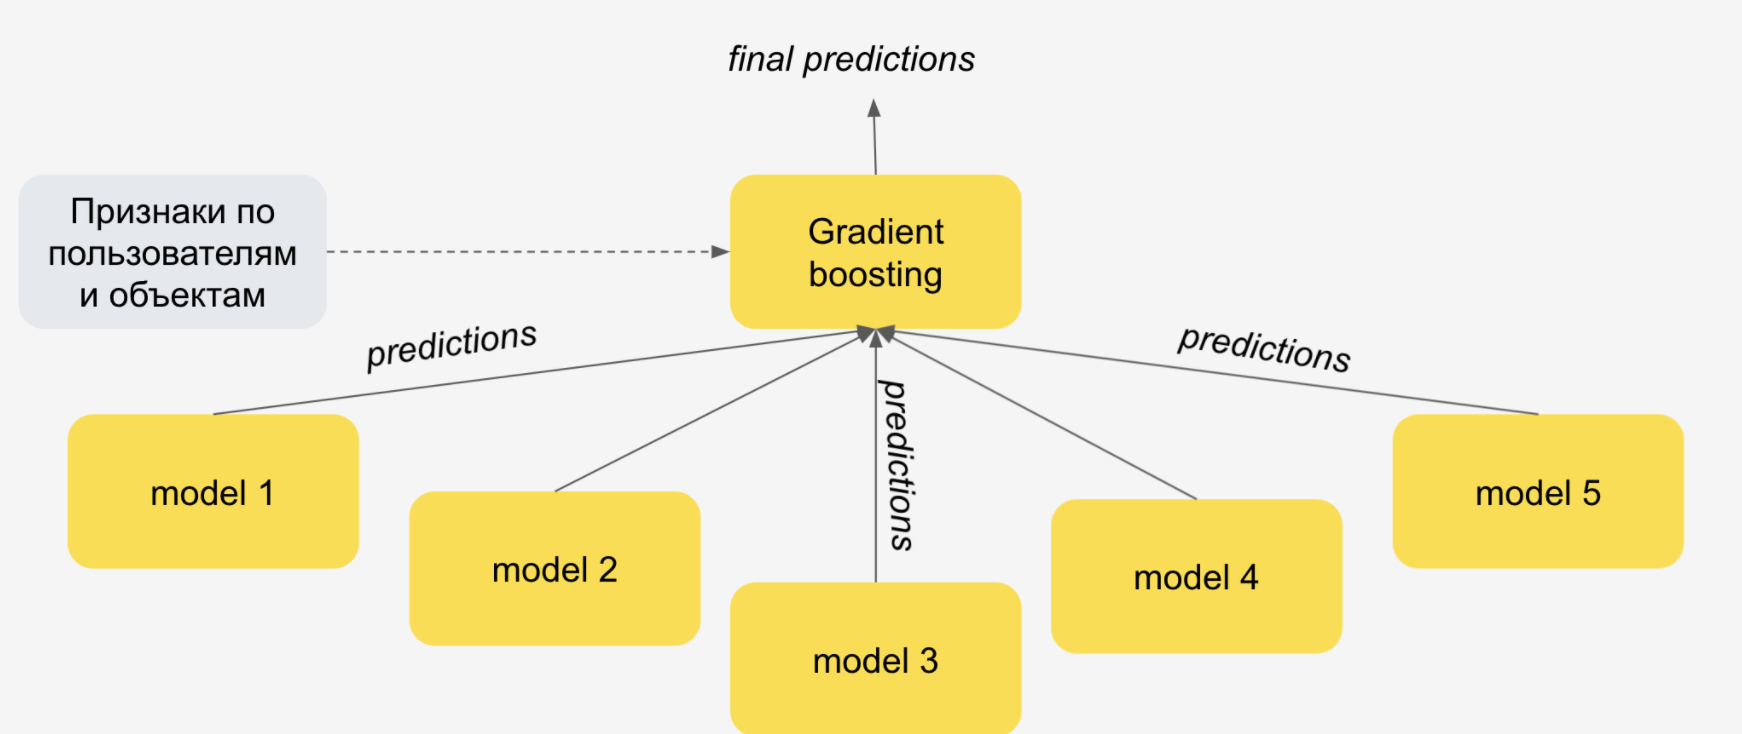 final predictions
Признаки по
пользователям
и объектам
Gradient
boosting
predictions
predictions
predictions
model 1
model 2
model 3
model 4
model 5